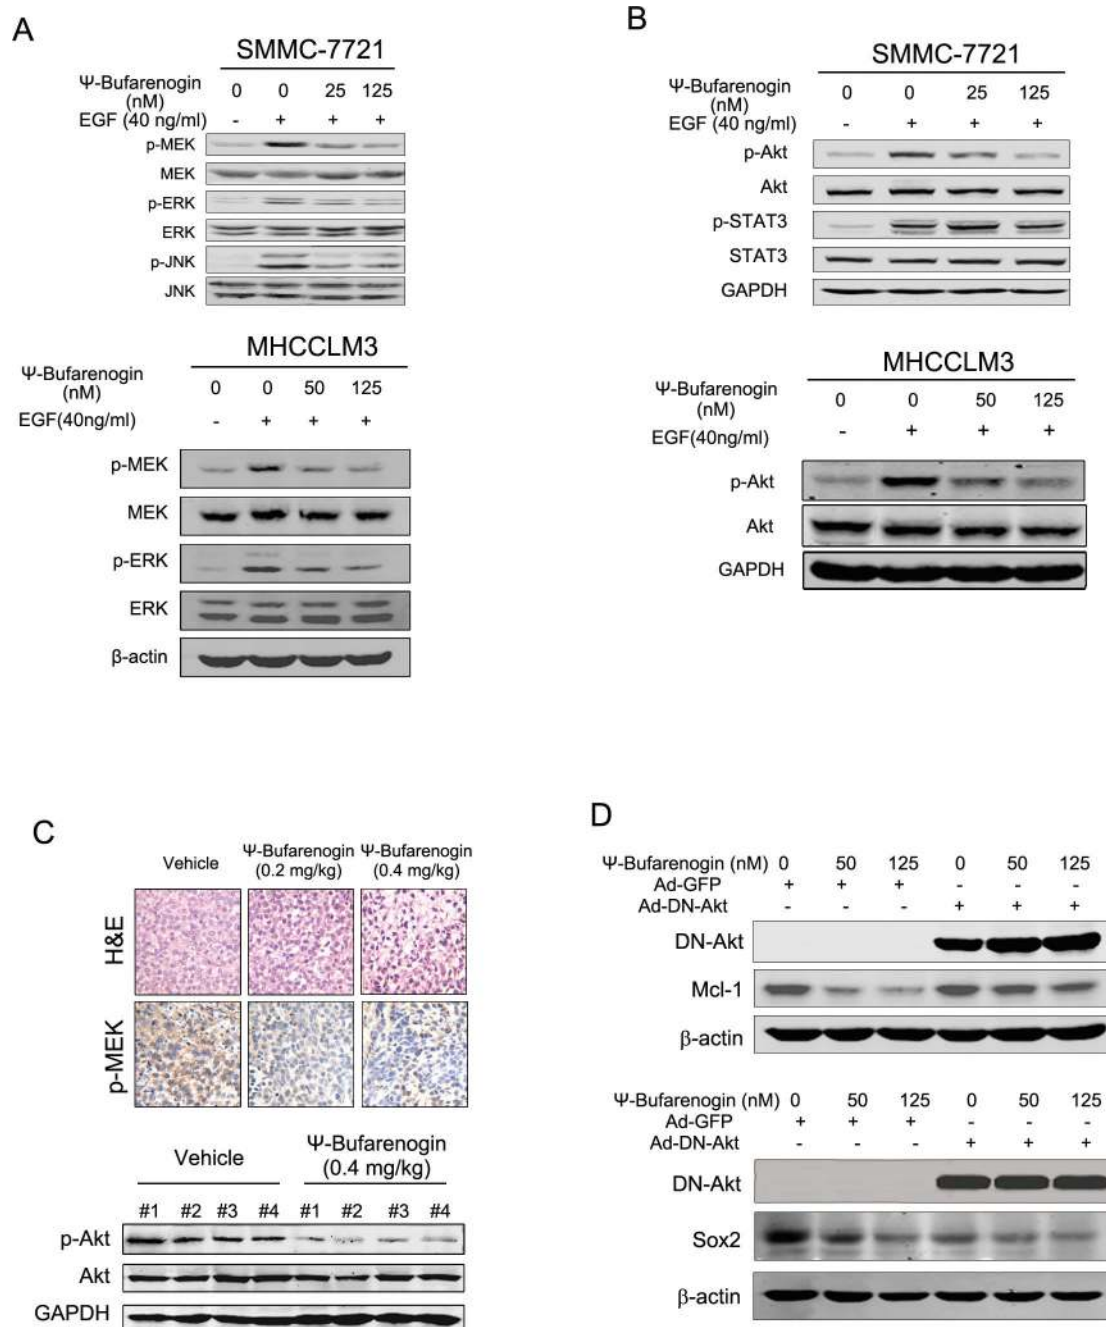 A
SMMC-7721
Ψ-Bufarenogin
(nM)
0 0 25 125
EGF (40 ng/ml) - + + +
p-MEK
MEK
p-ERK
ERK
p-JNK
JNK
MHCCLM3
Ψ-Bufarenogin
(nM)
0 0 50 125
EGF(40ng/ml) - + + +
p-MEK
MEK
p-ERK
ERK
β-actin
B
SMMC-7721
Ψ-Bufarenogin
(nM)
0 0 25 125
EGF (40 ng/ml) - + + +
p-Akt
Akt
p-STAT3
STAT3
GAPDH
MHCCLM3
Ψ-Bufarenogin
(nM)
0 0 50 125
EGF(40ng/ml) - + + +
p-Akt
Akt
GAPDH
C
Vehicle
Ψ-Bufarenogin
(0.2 mg/kg)
Ψ-Bufarenogin
(0.4 mg/kg)
H&E
p-MEK
Vehicle
Ψ-Bufarenogin
(0.4 mg/kg)
#1 #2 #3 #4 #1 #2 #3 #4
p-Akt
Akt
GAPDH
D
Ψ-Bufarenogin (nM) 0 50 125 0 50 125
Ad-GFP + + + - - -
Ad-DN-Akt - - - + + +
DN-Akt
Mcl-1
β-actin
Ψ-Bufarenogin (nM) 0 50 125 0 50 125
Ad-GFP + + + - - -
Ad-DN-Akt - - - + + +
DN-Akt
Sox2
β-actin